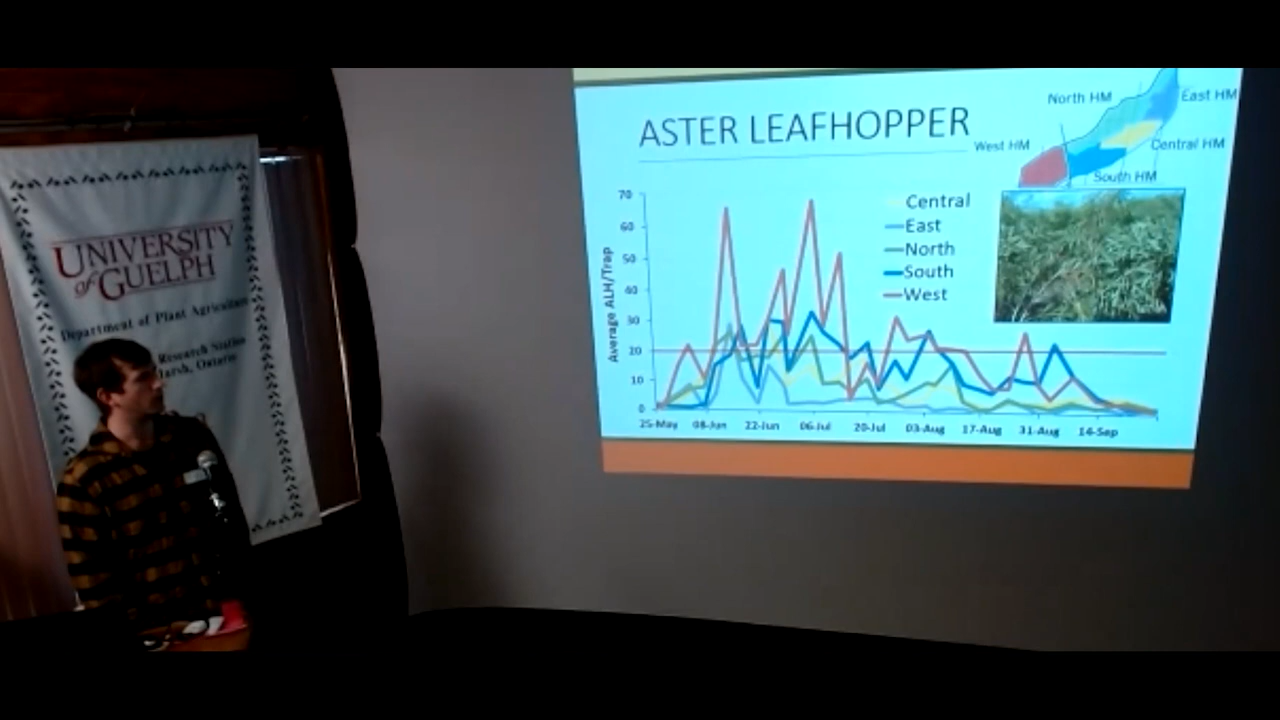 UNIVERSITY
of GUELPH
Department of Plant Agriculture
Research Station
Marsh, Ontario
ASTER LEAFHOPPER
North HM
East HM
West HM
Central HM
South HM
Average ALH/Trap
70
60
50
40
30
20
10
0
25-May 08-Jun 22-Jun 06-Jul 20-Jul 03-Aug 17-Aug 31-Aug 14-Sep
Central
East
North
South
West